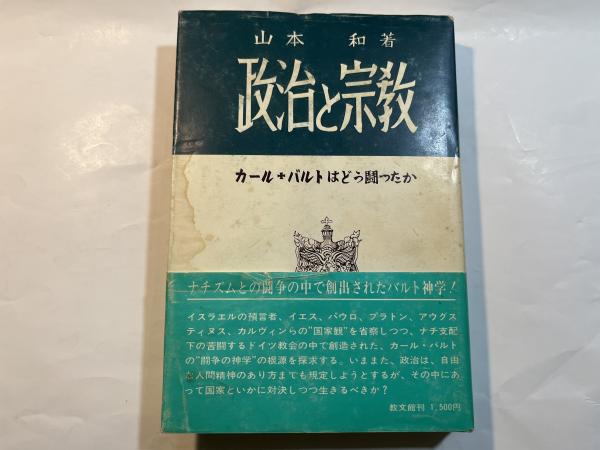 山本 和著
政治と宗教
カール＋バルトはどう闘つたか
ナチズムとの闘争の中で創出されたバルト神学！
イスラエルの預言者、イエス、パウロ、プラトン、アウグス
ティヌス、カルヴィンらの"国家観"を省察しつつ、ナチ支配
下の苦闘するドイツ教会の中で創造された、カール・バルト
の"闘争の神学"の根源を探求する。いままた、政治は、自由
な人間精神のあり方までも規定しようとするが、その中にあ
って国家といかに対決しつつ生きるべきか？
教文館刊 1,500円